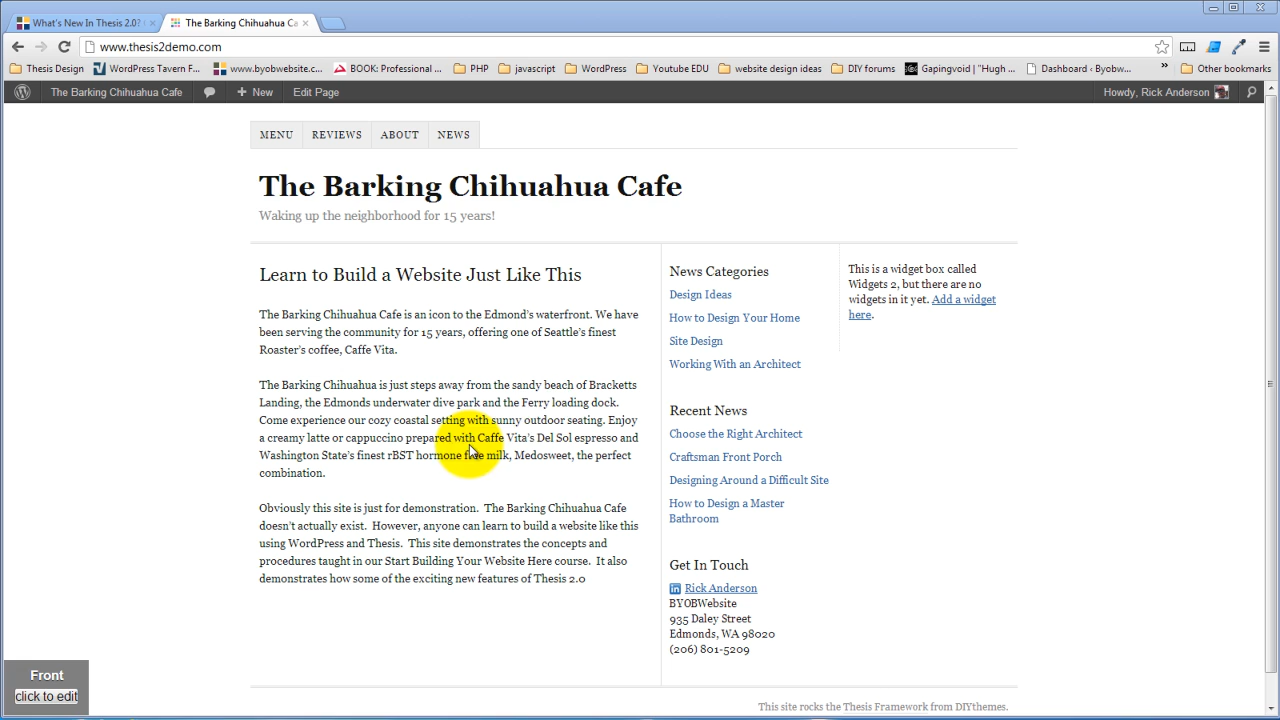 What's New In Thesis 2.0?
The Barking Chihuahua Ca
www.thesis2demo.com
Thesis Design
WordPress Tavern F...
www.byobwebsite.c...
BOOK: Professional ...
PHP
javascript
WordPress
Youtube EDU
website design ideas
DIY forums
Gapingvoid | "Hugh ...
Dashboard ‹ Byobw...
»
Other bookmarks
The Barking Chihuahua Cafe
+ New
Edit Page
Howdy, Rick Anderson
MENU
REVIEWS
ABOUT
NEWS
The Barking Chihuahua Cafe
Waking up the neighborhood for 15 years!
Learn to Build a Website Just Like This
The Barking Chihuahua Cafe is an icon to the Edmond's waterfront. We have
been serving the community for 15 years, offering one of Seattle's finest
Roaster's coffee, Caffe Vita.
The Barking Chihuahua is just steps away from the sandy beach of Bracketts
Landing, the Edmonds underwater dive park and the Ferry loading dock.
Come experience our cozy coastal setting with sunny outdoor seating. Enjoy
a creamy latte or cappuccino prepared with Caffe Vita's Del Sol espresso and
Washington State's finest rBST hormone free milk, Medosweet, the perfect
combination.
Obviously this site is just for demonstration. The Barking Chihuahua Cafe
doesn't actually exist. However, anyone can learn to build a website like this
using WordPress and Thesis. This site demonstrates the concepts and
procedures taught in our Start Building Your Website Here course. It also
demonstrates how some of the exciting new features of Thesis 2.0
News Categories
Design Ideas
How to Design Your Home
Site Design
Working With an Architect
Recent News
Choose the Right Architect
Craftsman Front Porch
Designing Around a Difficult Site
How to Design a Master
Bathroom
Get In Touch
in Rick Anderson
BYOBWebsite
935 Daley Street
Edmonds, WA 98020
(206) 801-5209
This is a widget box called
Widgets 2, but there are no
widgets in it yet. Add a widget
here.
Front
click to edit
This site rocks the Thesis Framework from DIYthemes.